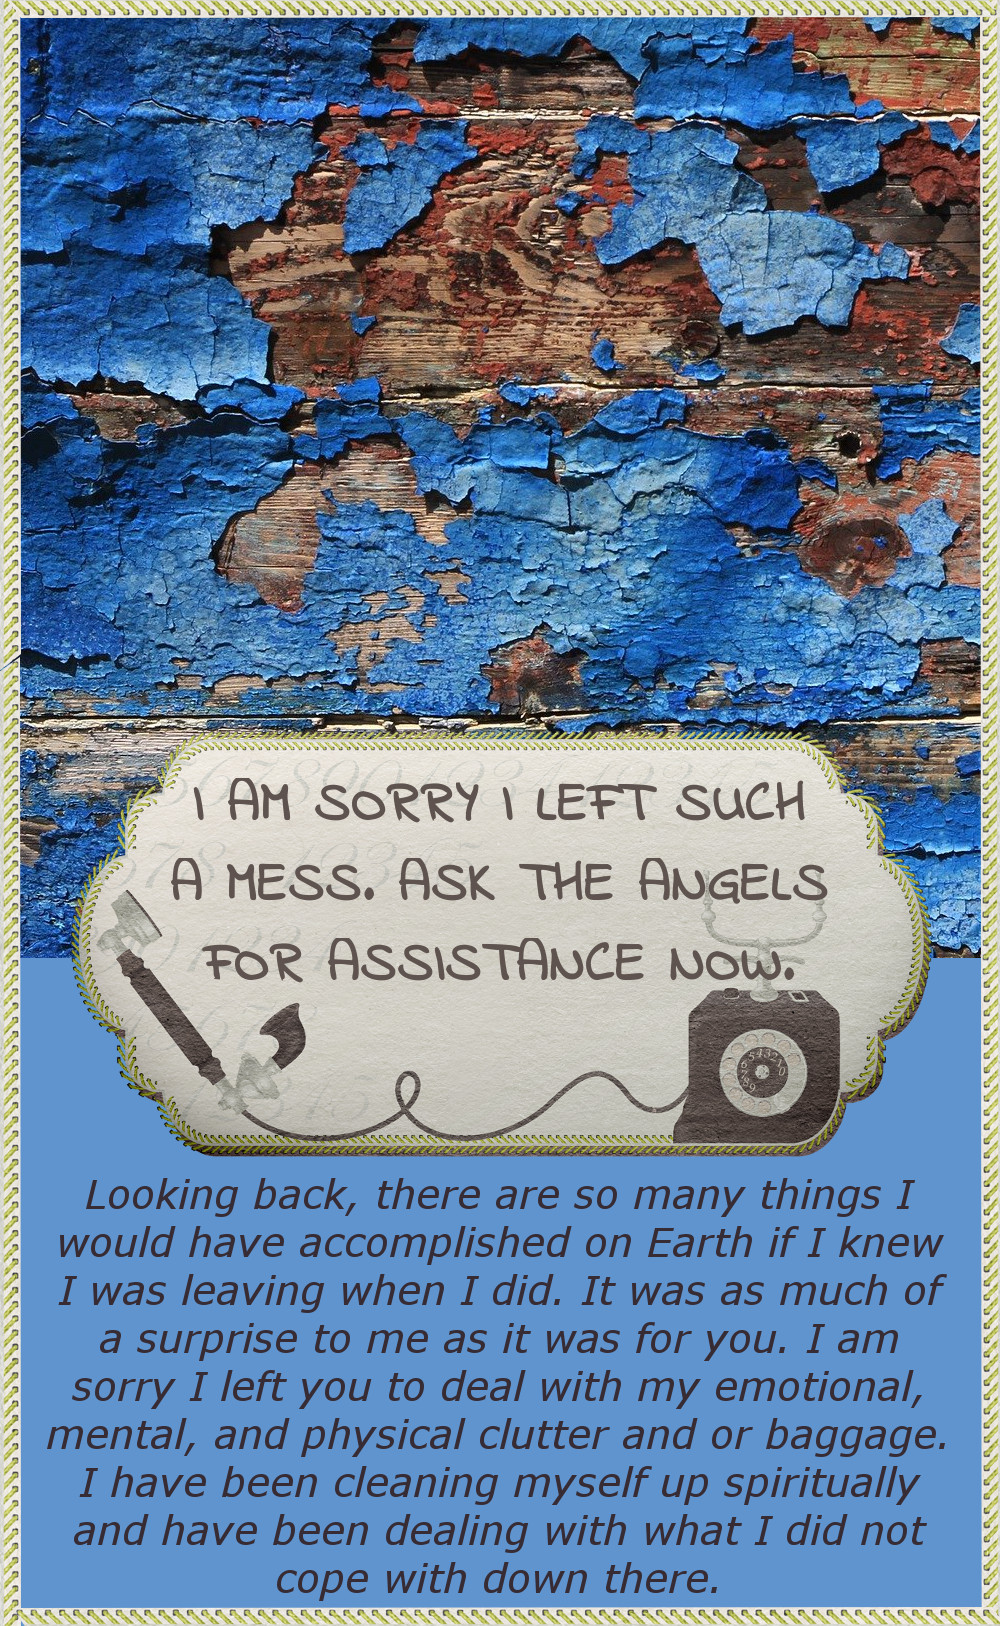 I AM SORRY I LEFT SUCH
A MESS. ASK THE ANGELS
FOR ASSISTANCE NOW.
Looking back, there are so many things I
would have accomplished on Earth if I knew
I was leaving when I did. It was as much of
a surprise to me as it was for you. I am
sorry I left you to deal with my emotional,
mental, and physical clutter and or baggage.
I have been cleaning myself up spiritually
and have been dealing with what I did not
cope with down there.